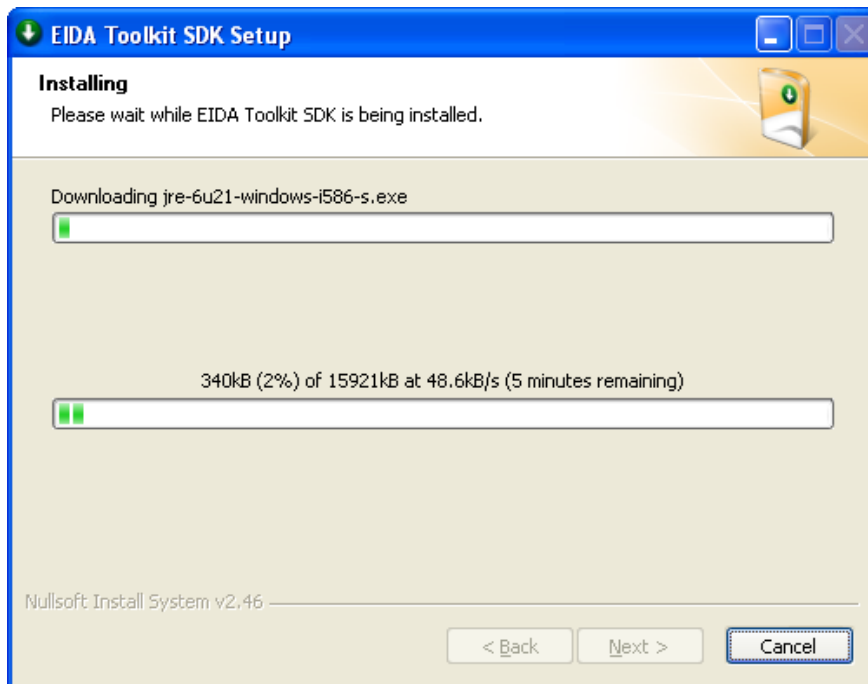 EIDA Toolkit SDK Setup
Installing
Please wait while EIDA Toolkit SDK is being installed.
Downloading jre-6u21-windows-i586-s.exe
340kB (2%) of 15921kB at 48.6kB/s (5 minutes remaining)
Nullsoft Install System v2.46
< Back Next > Cancel